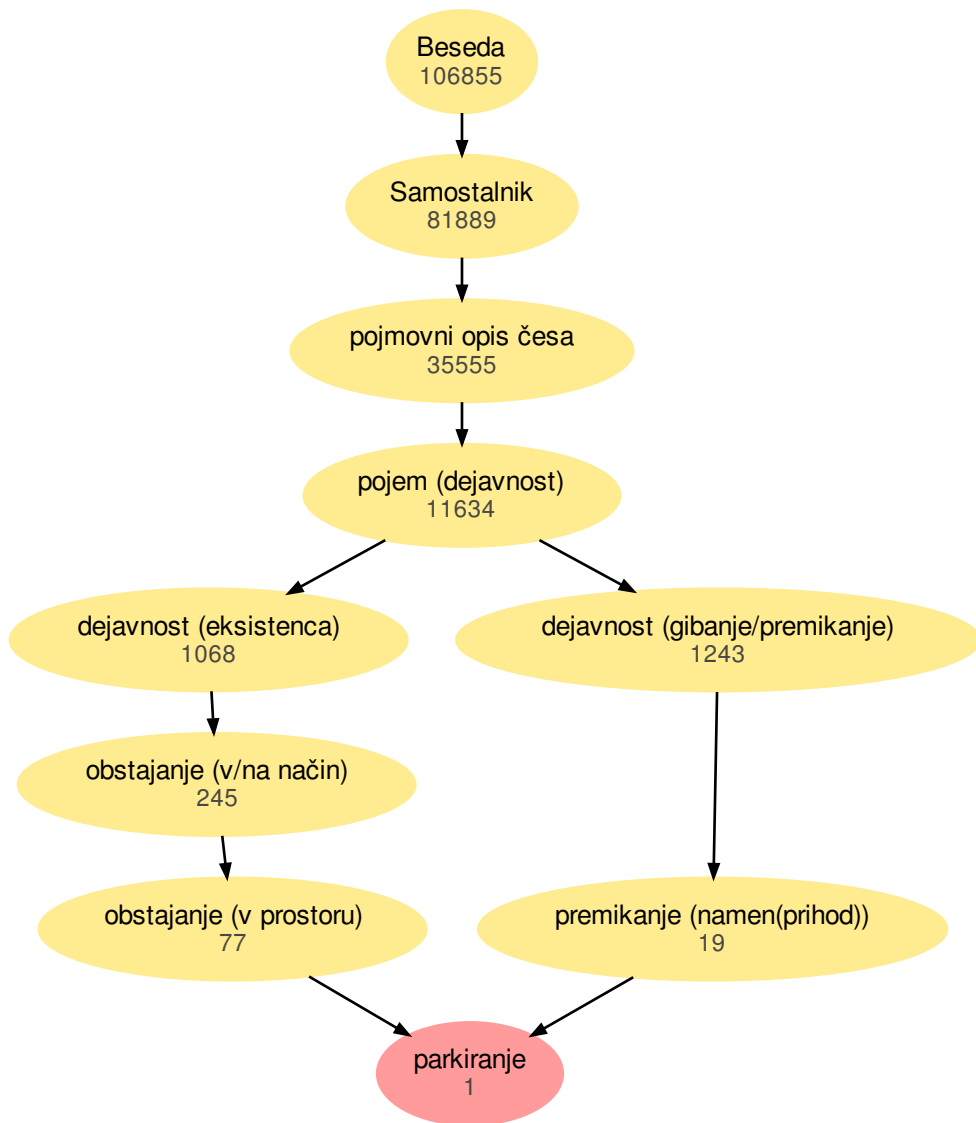 Beseda
106855
Samostalnik
81889
pojmovni opis česa
35555
pojem (dejavnost)
11634
dejavnost (eksistenca)
1068
dejavnost (gibanje/premikanje)
1243
obstajanje (v/na način)
245
obstajanje (v prostoru)
77
premikanje (namen(prihod))
19
parkiranje
1